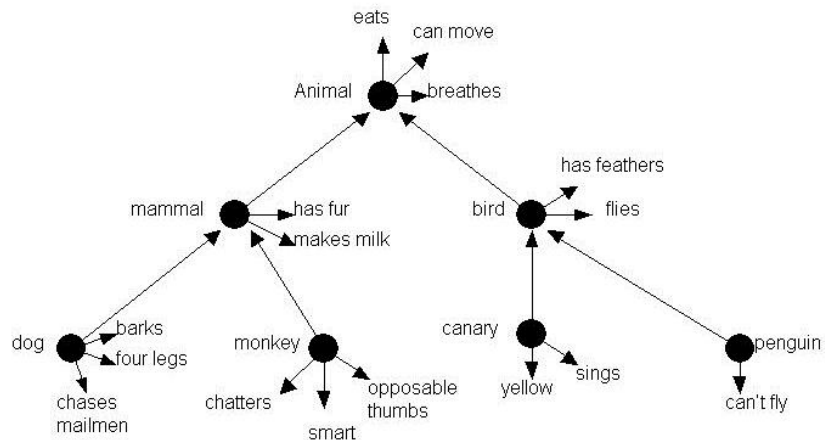 eats
can move
Animal
breathes
has feathers
mammal
has fur
bird
flies
makes milk
dog
barks
four legs
chases
mailmen
monkey
chatters
smart
opposable
thumbs
canary
yellow
sings
penguin
can't fly